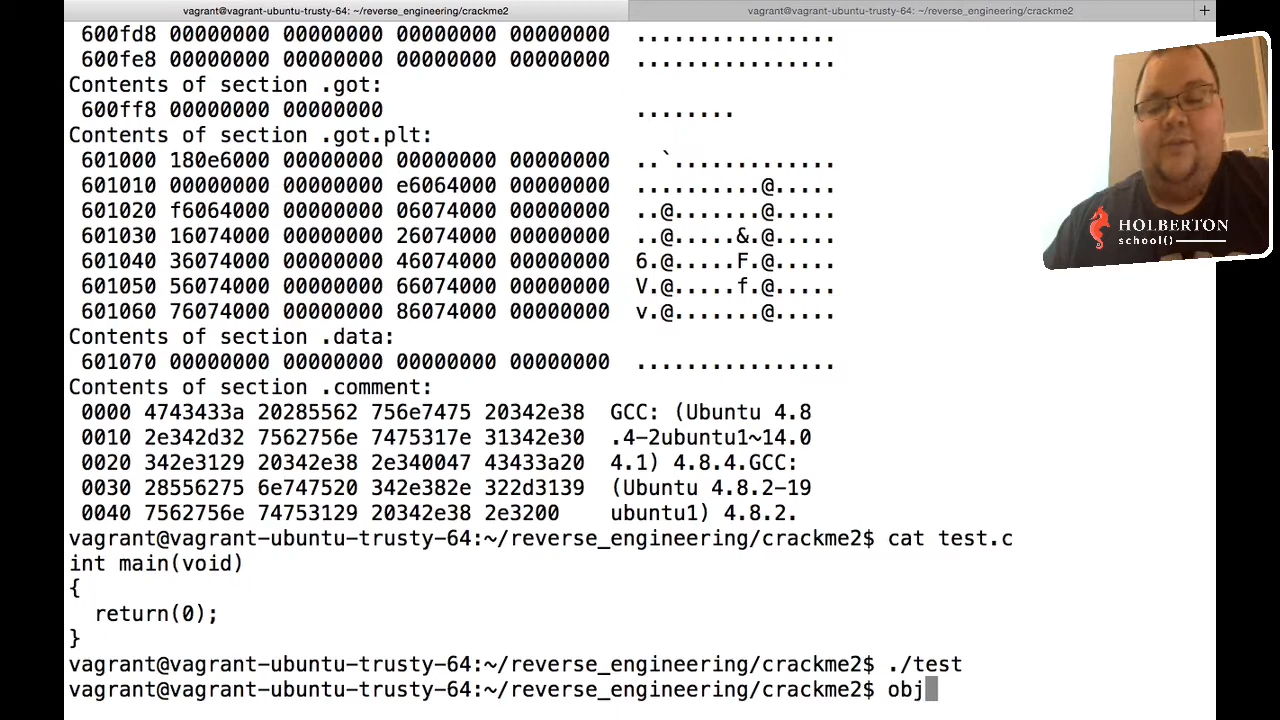 vagrant@vagrant-ubuntu-trusty-64: ~/reverse_engineering/crackme2
vagrant@vagrant-ubuntu-trusty-64: ~/reverse_engineering/crackme2
+
600fd8 00000000 00000000 00000000 00000000  ................
600fe8 00000000 00000000 00000000 00000000  ................
Contents of section .got:
600ff8 00000000 00000000                    ........
Contents of section .got.plt:
601000 180e6000 00000000 00000000 00000000  ..`.............
601010 00000000 00000000 e6064000 00000000  ..........@.....
601020 f6064000 00000000 06074000 00000000  ..@.......@.....
601030 16074000 00000000 26074000 00000000  ..@.....&.@.....
601040 36074000 00000000 46074000 00000000  6.@.....F.@.....
601050 56074000 00000000 66074000 00000000  V.@.....f.@.....
601060 76074000 00000000 86074000 00000000  v.@.......@.....
Contents of section .data:
601070 00000000 00000000 00000000 00000000  ................
Contents of section .comment:
0000 4743433a 20285562 756e7475 20342e38  GCC: (Ubuntu 4.8
0010 2e342d32 7562756e 7475317e 31342e30  .4-2ubuntu1~14.0
0020 342e3129 20342e38 2e340047 43433a20  4.1) 4.8.4.GCC:
0030 28556275 6e747520 342e382e 322d3139  (Ubuntu 4.8.2-19
0040 7562756e 74753129 20342e38 2e3200    ubuntu1) 4.8.2.
vagrant@vagrant-ubuntu-trusty-64:~/reverse_engineering/crackme2$ cat test.c
int main(void)
{
  return(0);
}
vagrant@vagrant-ubuntu-trusty-64:~/reverse_engineering/crackme2$ ./test
vagrant@vagrant-ubuntu-trusty-64:~/reverse_engineering/crackme2$ obj
HOLBERTON
school()